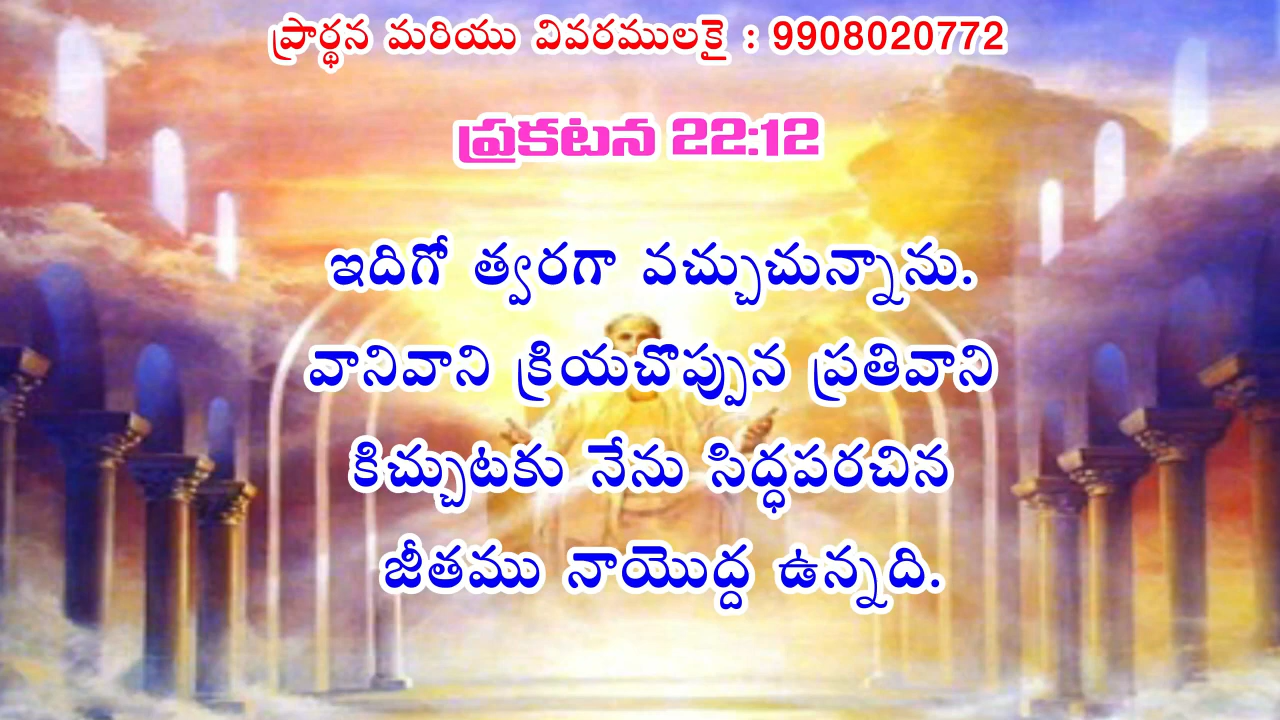 ప్రార్థన మరియు వివరములకై : 9908020772
ప్రకటన 22:12
ఇదిగో త్వరగా వచ్చుచున్నాను.
వానివాని క్రియచొప్పున ప్రతివాని
కిచ్చుటకు నేను సిద్ధపరచిన
జీతము నాయొద్ద ఉన్నది.